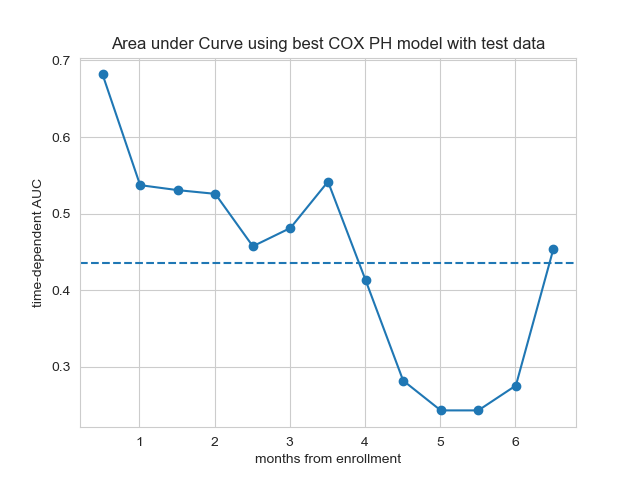 Area under Curve using best COX PH model with test data
time-dependent AUC
0.7
0.6
0.5
0.4
0.3
1 2 3 4 5 6
months from enrollment